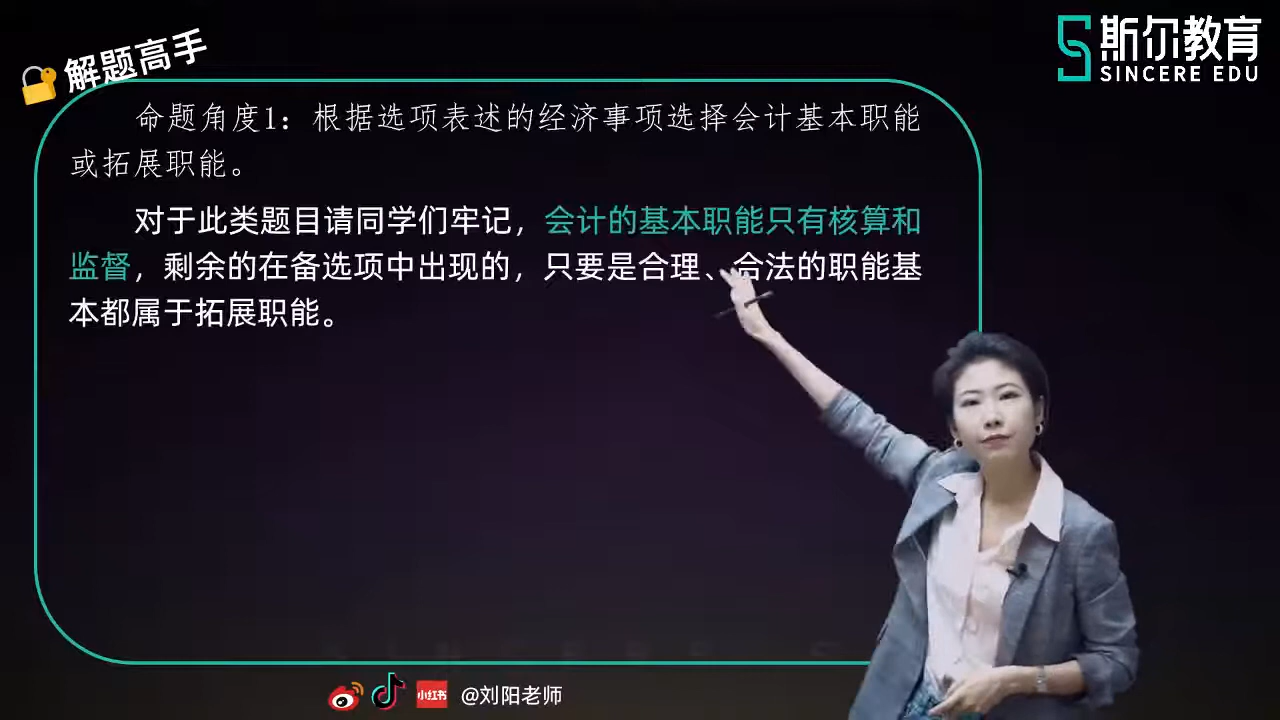 解题高手
斯尔教育
SINCERE EDU
命题角度1：根据选项表述的经济事项选择会计基本职能
或拓展职能。
对于此类题目请同学们牢记，会计的基本职能只有核算和
监督，剩余的在备选项中出现的，只要是合理、合法的职能基
本都属于拓展职能。
小红书 @刘阳老师